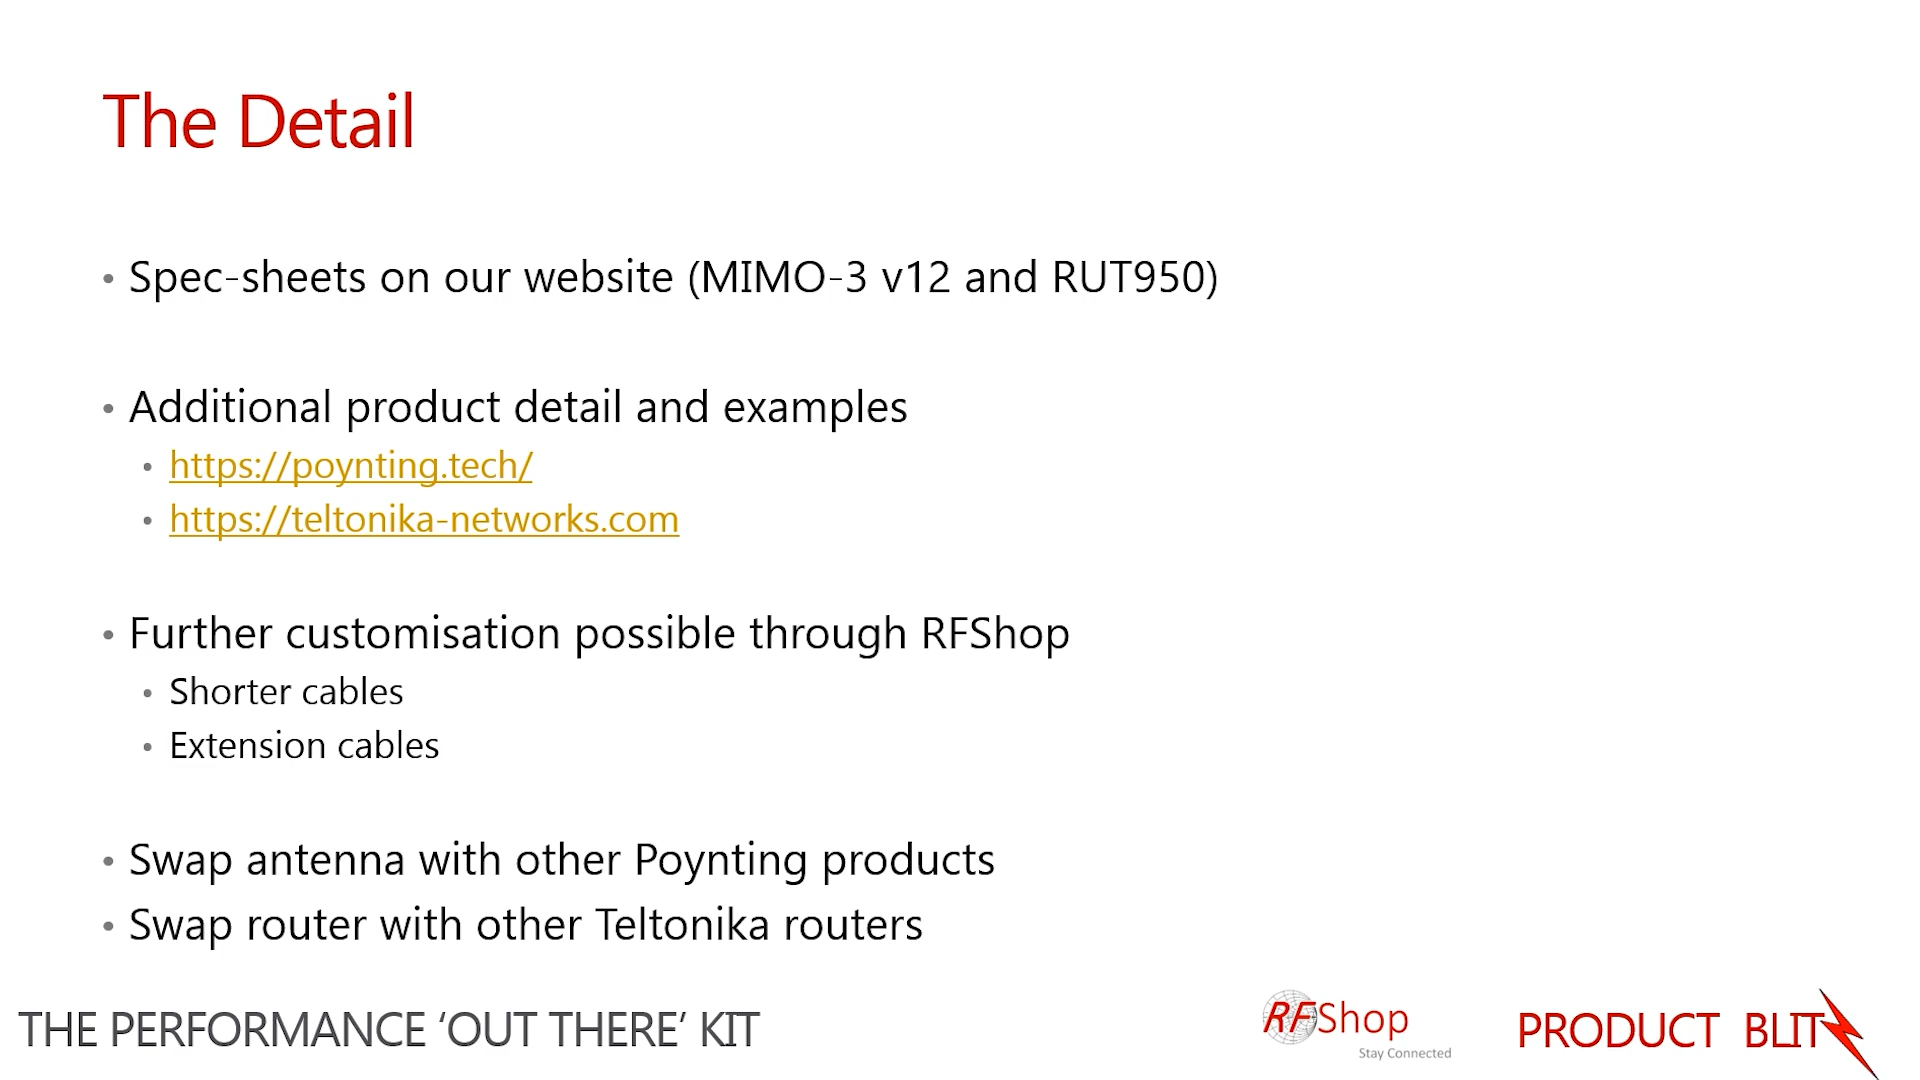 The Detail
• Spec-sheets on our website (MIMO-3 v12 and RUT950)
• Additional product detail and examples
• https://poynting.tech/
• https://teltonika-networks.com
• Further customisation possible through RFShop
• Shorter cables
• Extension cables
• Swap antenna with other Poynting products
• Swap router with other Teltonika routers
THE PERFORMANCE ‘OUT THERE’ KIT
RFShop
Stay Connected
PRODUCT BLITZ